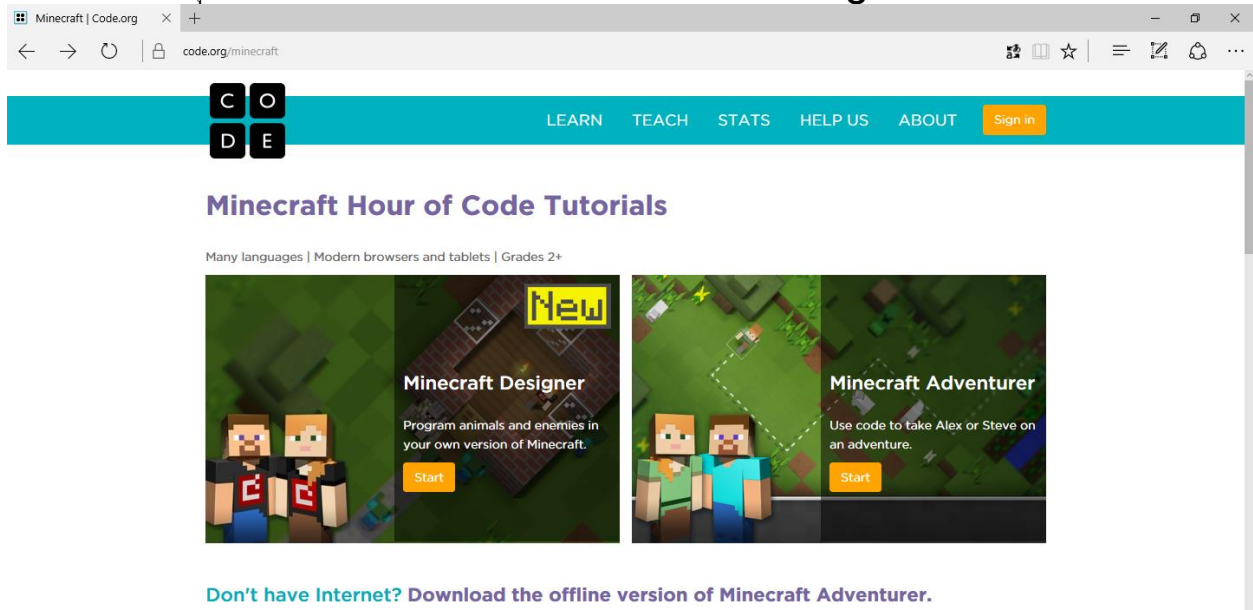 Minecraft | Code.org
code.org/minecraft
C O
D E
LEARN TEACH STATS HELP US ABOUT Sign in
Minecraft Hour of Code Tutorials
Many languages | Modern browsers and tablets | Grades 2+
New
Minecraft Designer
Program animals and enemies in
your own version of Minecraft.
Start
Minecraft Adventurer
Use code to take Alex or Steve on
an adventure.
Start
Don't have Internet? Download the offline version of Minecraft Adventurer.